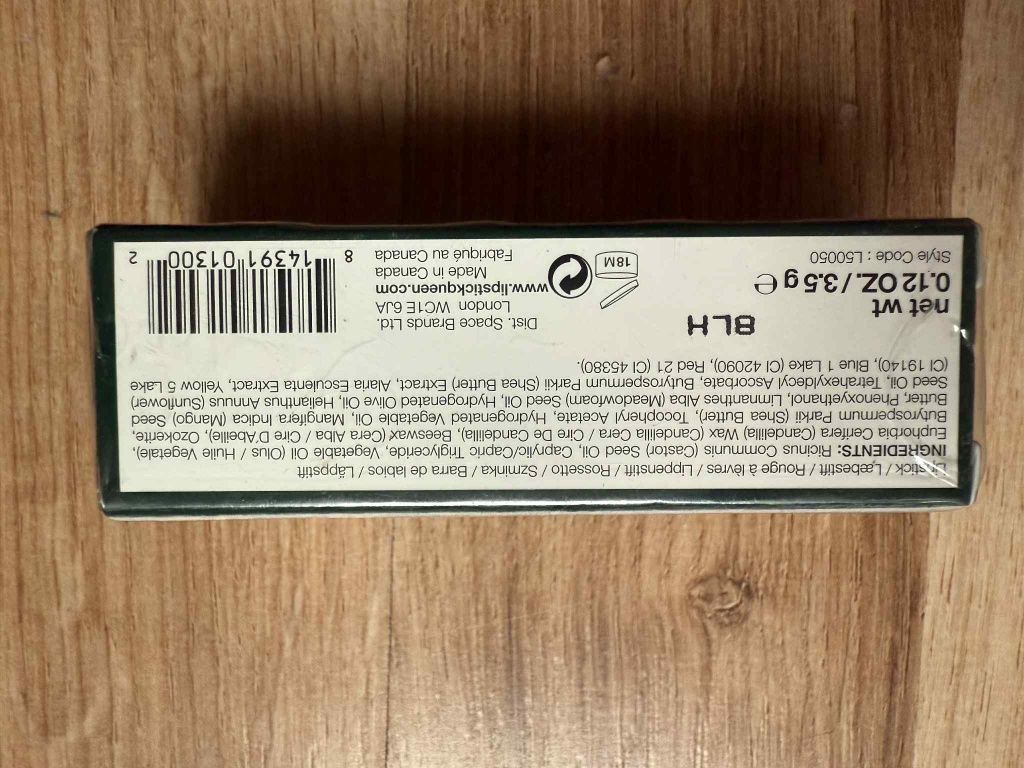 Lipstick / Læbestift / Rouge à lèvres / Lippenstift / Rossetto / Szminka / Barra de labios / Läppstift
INGREDIENTS: Ricinus Communis (Castor) Seed Oil, Caprylic/Capric Triglyceride, Vegetable Oil (Olus / Huile / Vegetale),
Euphorbia Cerifera (Candelilla) Wax (Candelilla Cera / Cire De Candelilla), Beeswax (Cera Alba / Cire D'Abeille), Ozokerite,
Butyrospermum Parkii (Shea) Butter), Tocopheryl Acetate, Hydrogenated Vegetable Oil, Mangifera Indica (Mango) Seed
Butter, Phenoxyethanol, Limnanthes Alba (Meadowfoam) Seed Oil, Hydrogenated Olive Oil, Helianthus Annuus (Sunflower)
Seed Oil, Tetrahexyldecyl Ascorbate, Butyrospermum Parkii (Shea Butter) Extract, Alaria Esculenta Extract, Yellow 5 Lake
(CI 19140), Blue 1 Lake (CI 42090), Red 21 (CI 45380).
8LH
net wt
0.12 OZ. / 3.5 g ℮
Style Code : L50050
18M
Dist. Space Brands Ltd.
London WC1E 6JA
www.lipstickqueen.com
Made in Canada
Fabriqué au Canada
8 14391 01300 2